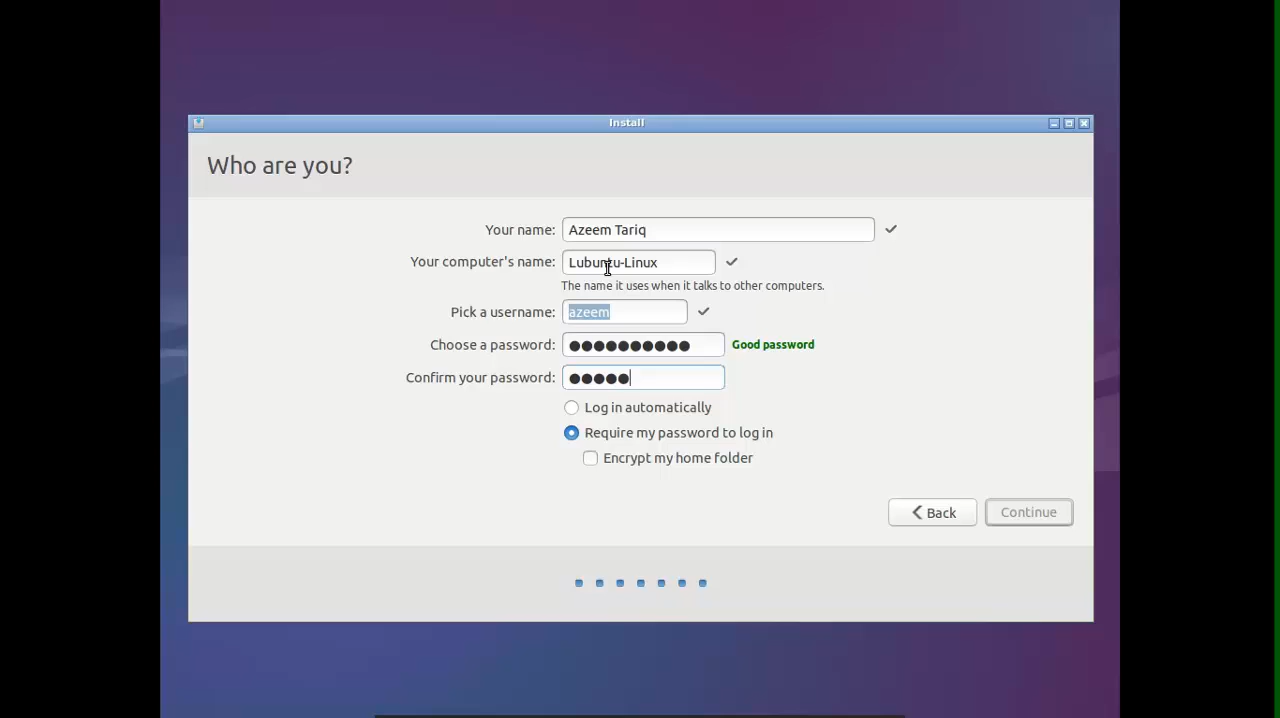 Install
Who are you?
Your name: Azeem Tariq
Your computer's name: Lubuntu-Linux
The name it uses when it talks to other computers.
Pick a username: azeem
Choose a password: ●●●●●●●●●● Good password
Confirm your password: ●●●●●
Log in automatically
Require my password to log in
Encrypt my home folder
Back Continue